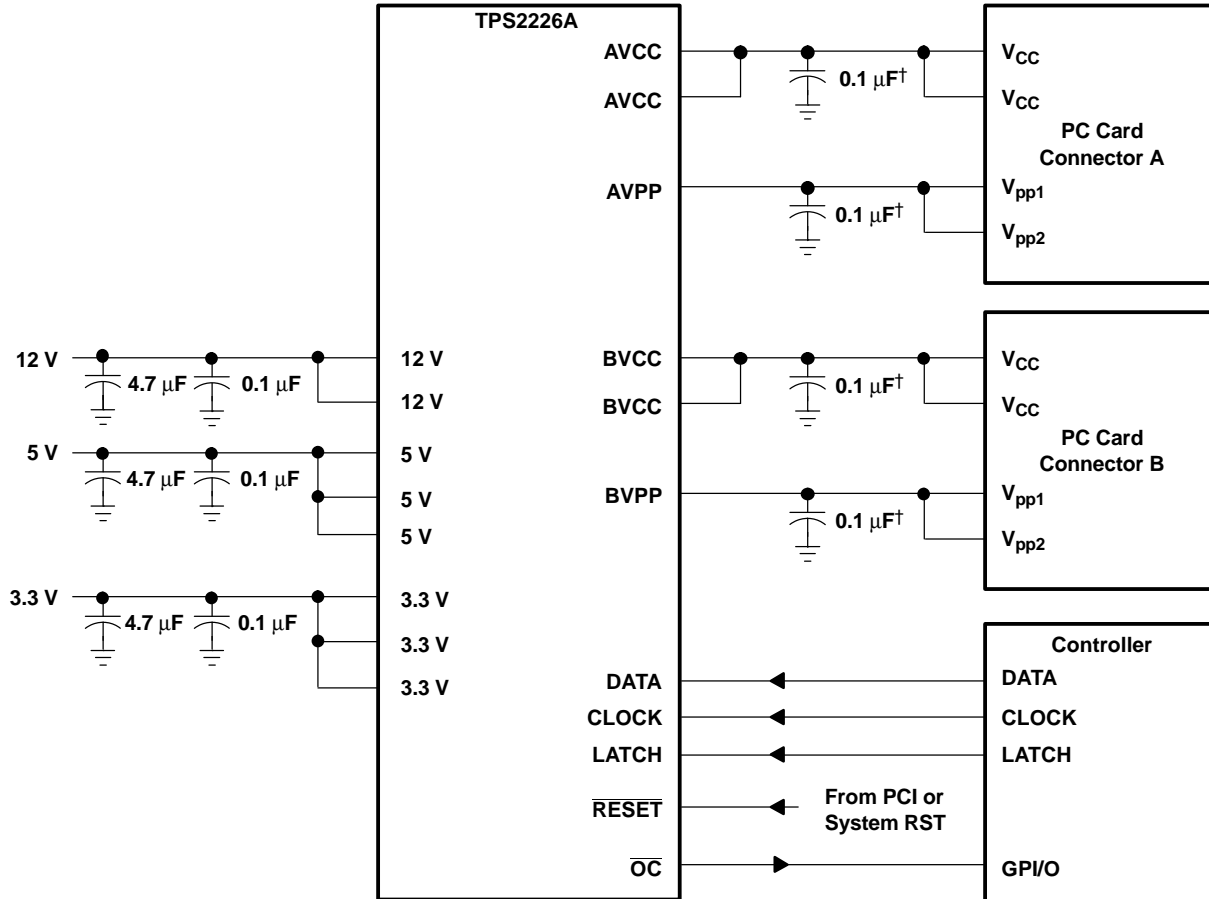 TPS2226A
AVCC
AVCC
AVPP
0.1 μF†
0.1 μF†
VCC
VCC
PC Card
Connector A
Vpp1
Vpp2
12 V
4.7 μF
0.1 μF
12 V
12 V
5 V
4.7 μF
0.1 μF
5 V
5 V
5 V
3.3 V
4.7 μF
0.1 μF
3.3 V
3.3 V
3.3 V
BVCC
BVCC
BVPP
0.1 μF†
0.1 μF†
VCC
VCC
PC Card
Connector B
Vpp1
Vpp2
DATA
CLOCK
LATCH
RESET
OC
From PCI or
System RST
Controller
DATA
CLOCK
LATCH
GPI/O